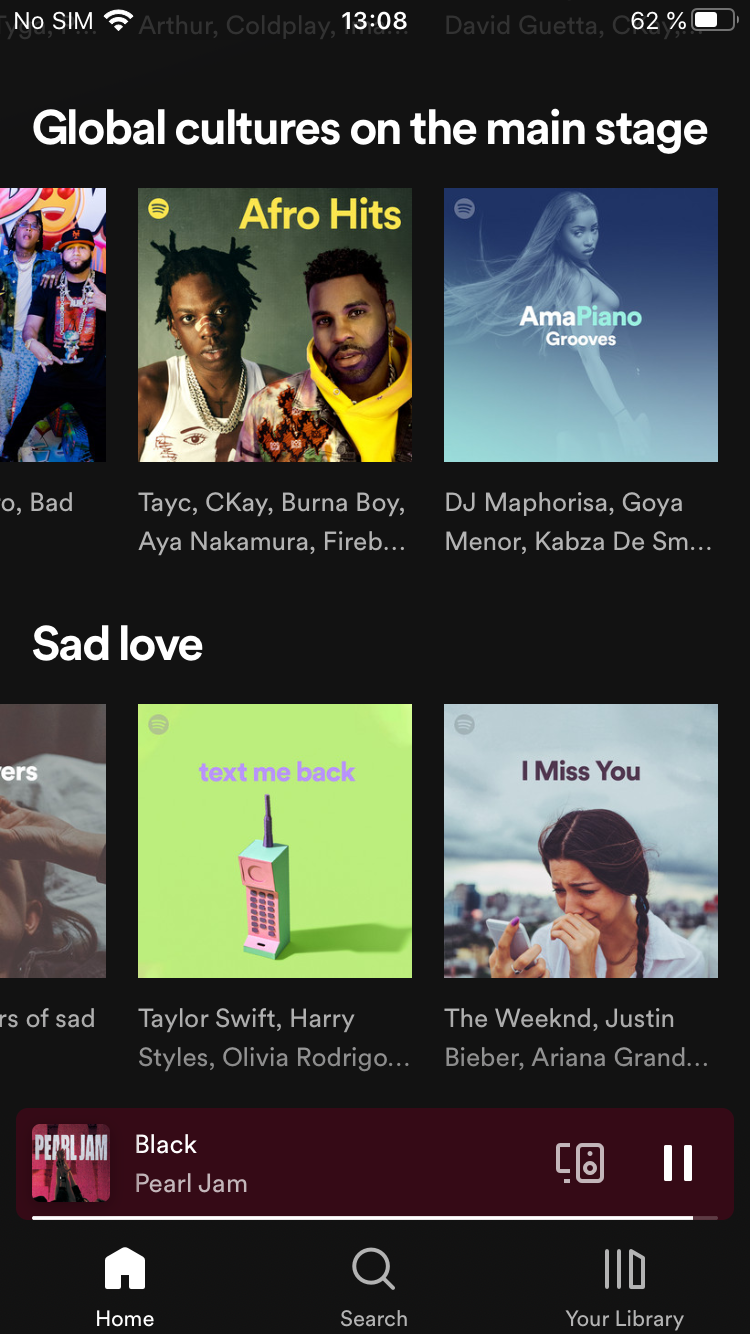 No SIM 13:08 62 %
Arthur, Coldplay, Ima... David Guetta, CKay,...
Global cultures on the main stage
Afro Hits
AmaPiano
Grooves
o, Bad
Tayc, CKay, Burna Boy,
Aya Nakamura, Fireb...
DJ Maphorisa, Goya
Menor, Kabza De Sm...
Sad love
ers
text me back
I Miss You
rs of sad
Taylor Swift, Harry
Styles, Olivia Rodrigo...
The Weeknd, Justin
Bieber, Ariana Grand...
PEARL JAM
Black
Pearl Jam
Home Search Your Library